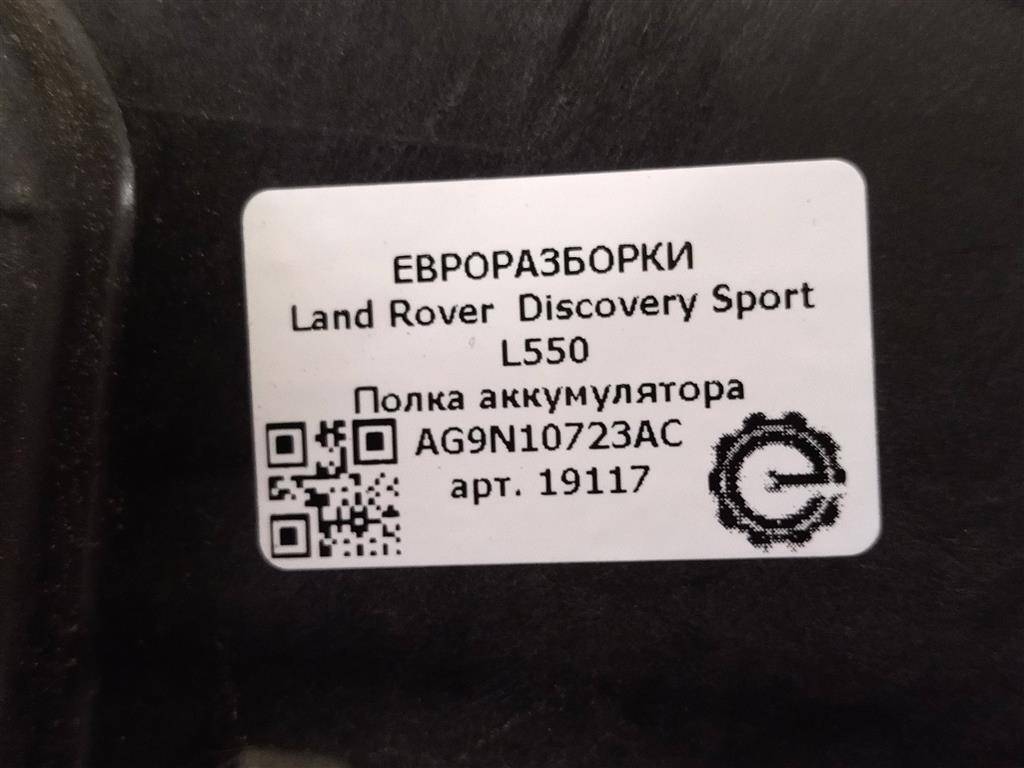 ЕВРОРАЗБОРКИ
Land Rover Discovery Sport
L550
Полка аккумулятора
AG9N10723AC
арт. 19117